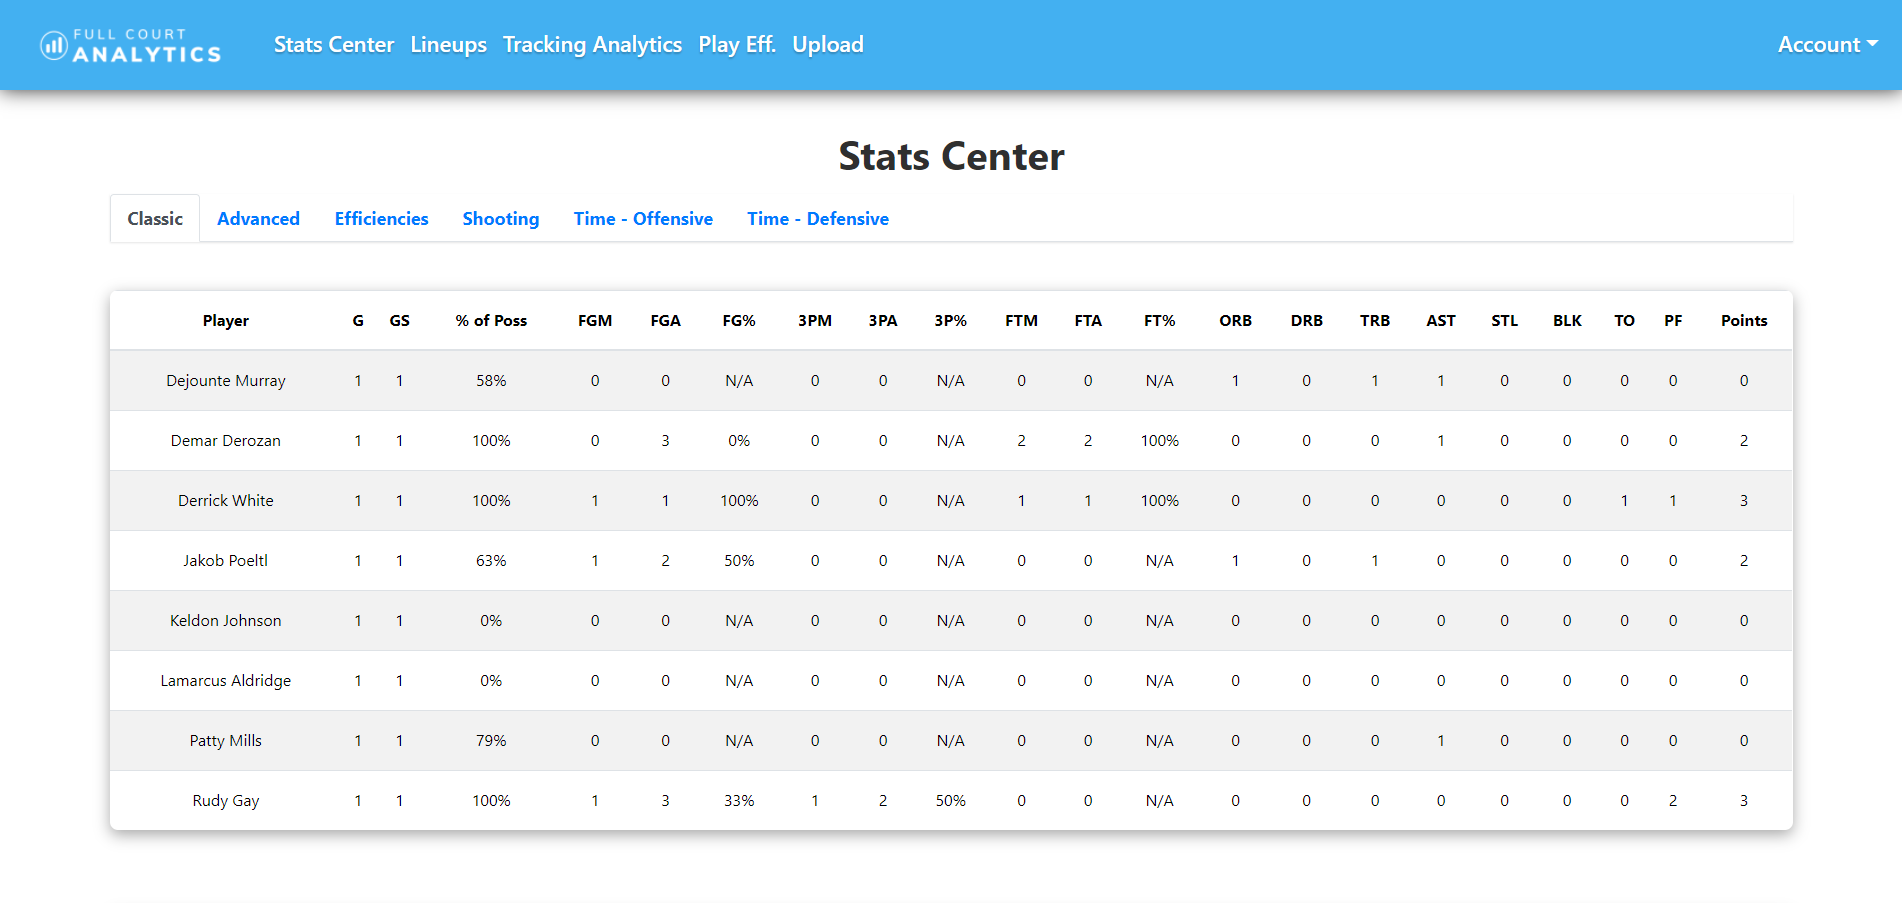 FULL COURT
ANALYTICS
Stats Center Lineups Tracking Analytics Play Eff. Upload Account
Stats Center
Classic Advanced Efficiencies Shooting Time - Offensive Time - Defensive
Player G GS % of Poss FGM FGA FG% 3PM 3PA 3P% FTM FTA FT% ORB DRB TRB AST STL BLK TO PF Points
Dejounte Murray 1 1 58% 0 0 N/A 0 0 N/A 0 0 N/A 1 0 1 1 0 0 0 0 0
Demar Derozan 1 1 100% 0 3 0% 0 0 N/A 2 2 100% 0 0 0 1 0 0 0 0 2
Derrick White 1 1 100% 1 1 100% 0 0 N/A 1 1 100% 0 0 0 0 0 0 1 1 3
Jakob Poeltl 1 1 63% 1 2 50% 0 0 N/A 0 0 N/A 1 0 1 0 0 0 0 0 2
Keldon Johnson 1 1 0% 0 0 N/A 0 0 N/A 0 0 N/A 0 0 0 0 0 0 0 0 0
Lamarcus Aldridge 1 1 0% 0 0 N/A 0 0 N/A 0 0 N/A 0 0 0 0 0 0 0 0 0
Patty Mills 1 1 79% 0 0 N/A 0 0 N/A 0 0 N/A 0 0 0 1 0 0 0 0 0
Rudy Gay 1 1 100% 1 3 33% 1 2 50% 0 0 N/A 0 0 0 0 0 0 0 2 3